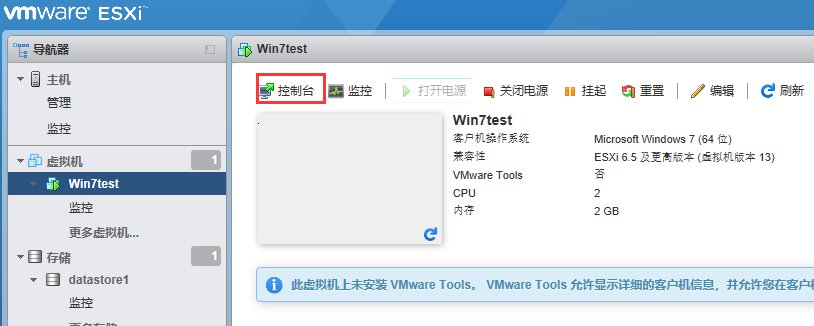 vmware ESXi™
导航器
主机
管理
监控
虚拟机 1
Win7test
监控
更多虚拟机...
存储 1
datastore1
监控
Win7test
控制台 监控 打开电源 关闭电源 挂起 重置 编辑 刷新
Win7test
客户机操作系统 Microsoft Windows 7 (64 位)
兼容性 ESXi 6.5 及更高版本 (虚拟机版本 13)
VMware Tools 否
CPU 2
内存 2 GB
此虚拟机上未安装 VMware Tools。 VMware Tools 允许显示详细的客户机信息，并允许您在客户机